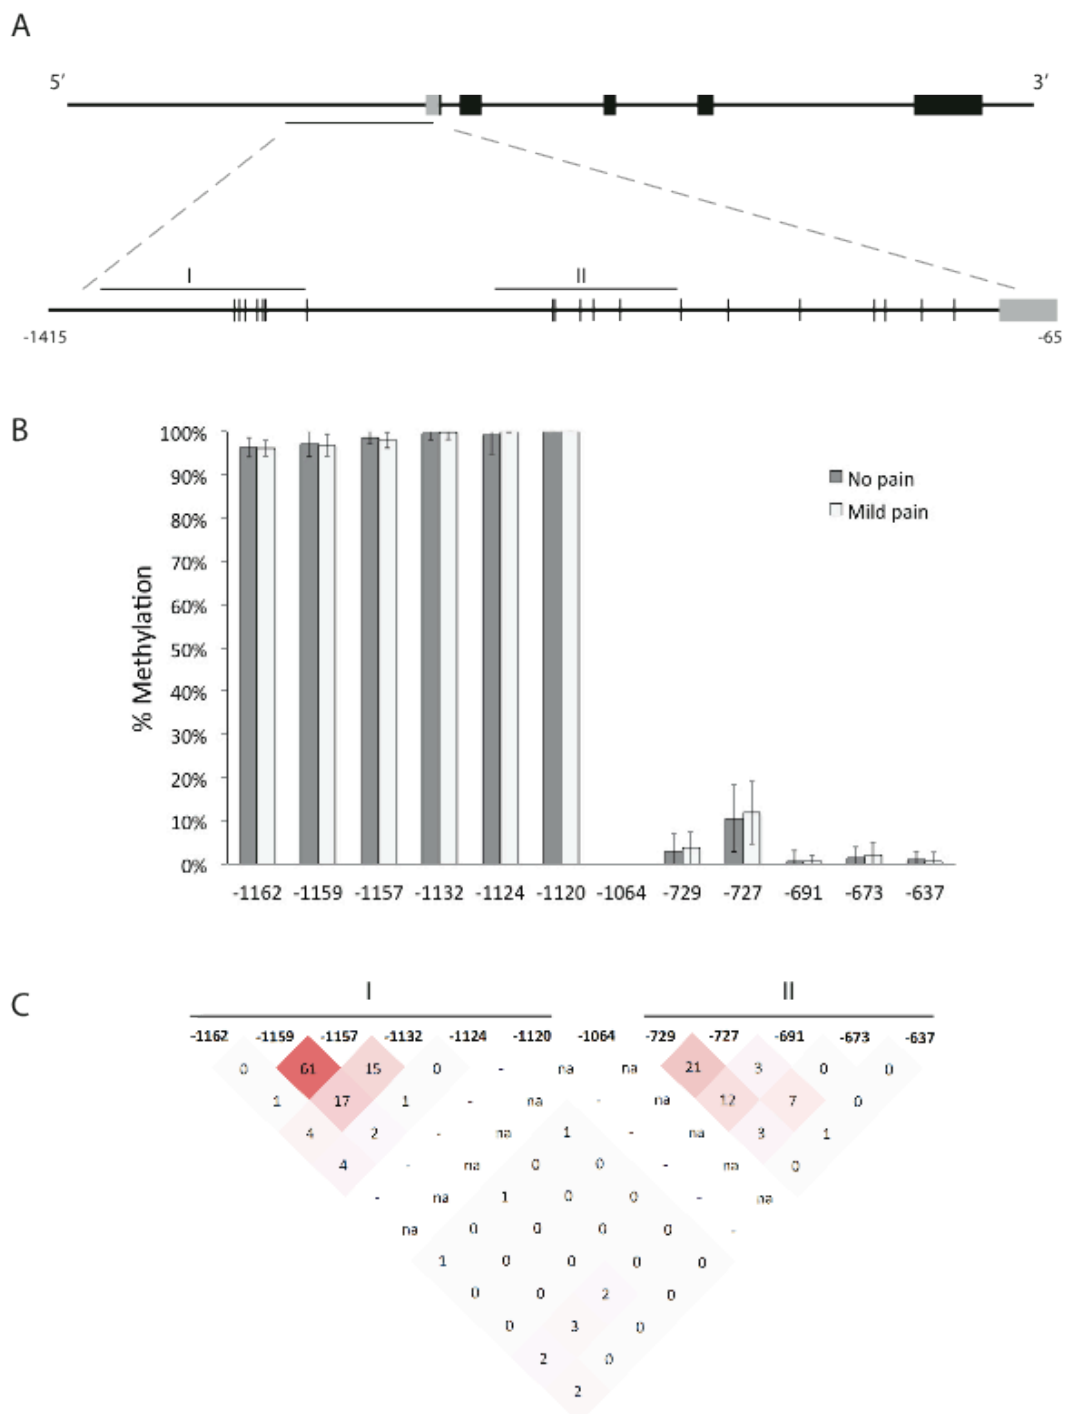 A
5' 3'
I II
-1415 -65
B
% Methylation
100%
90%
80%
70%
60%
50%
40%
30%
20%
10%
0%
No pain
Mild pain
-1162 -1159 -1157 -1132 -1124 -1120 -1064 -729 -727 -691 -673 -637
C
I II
-1162 -1159 -1157 -1132 -1124 -1120 -1064 -729 -727 -691 -673 -637
0 61 15 0 - na na 21 3 0 0
1 17 1 - na - na 12 7 0
4 2 - na 1 - na 3 1
4 - na 0 0 - na 0
- na 1 0 0 - na
na 0 0 0 0 -
1 0 0 0 0
0 0 2 0
0 3 0
2 0
2